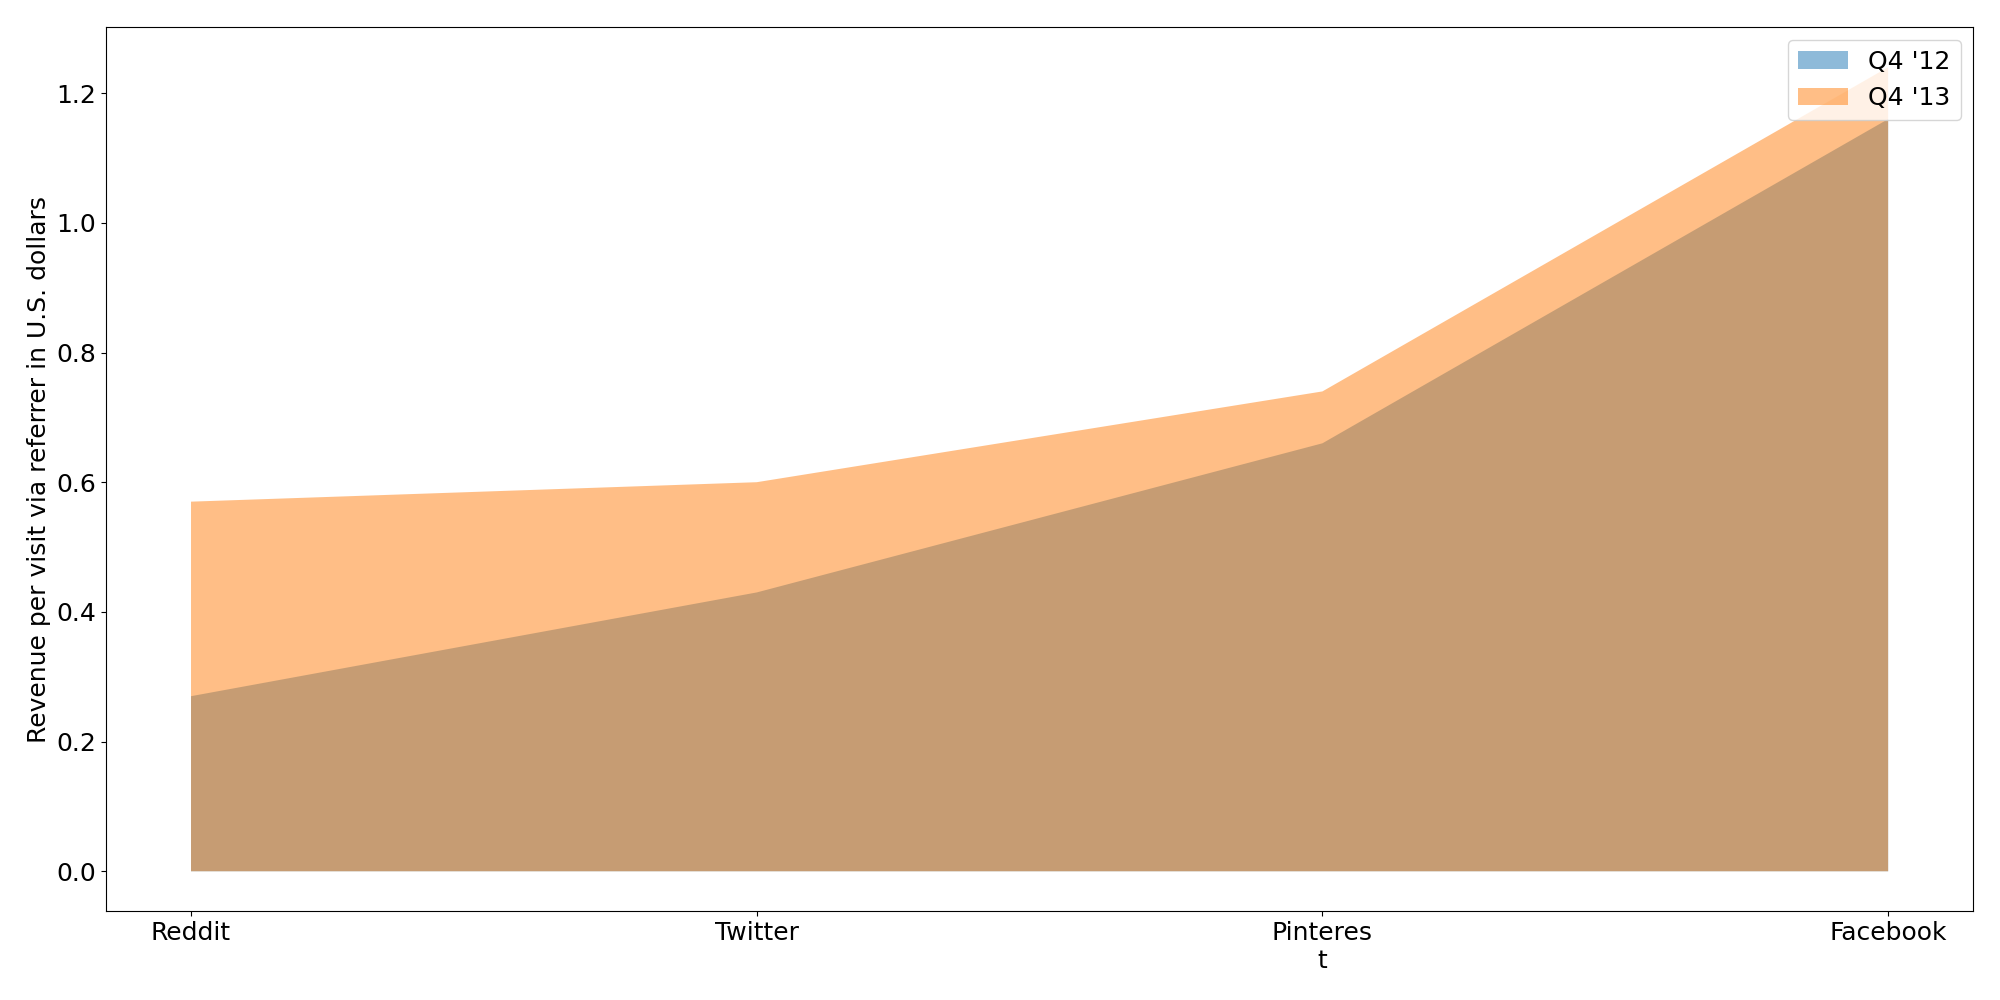 Revenue per visit via referrer in U.S. dollars
1.2
1.0
0.8
0.6
0.4
0.2
0.0
Reddit
Twitter
Pinteres
t
Facebook
Q4 '12
Q4 '13